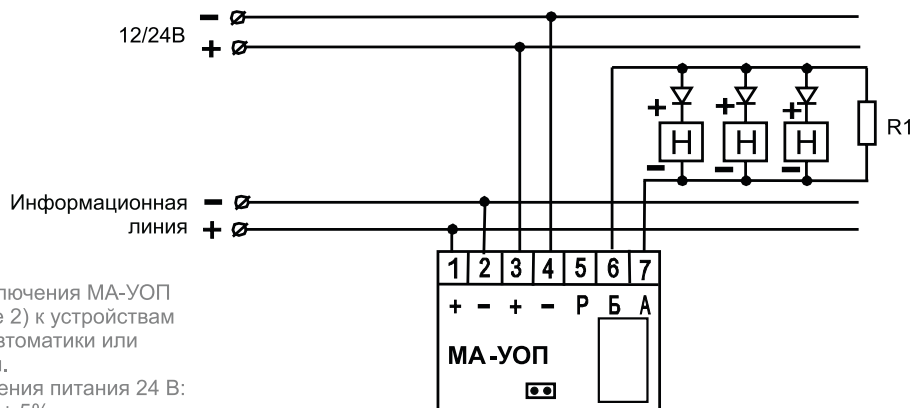 −
12/24В
+
+ + +
Н Н Н
− − −
R1
Информационная −
линия +
1 2 3 4 5 6 7
+ − + − Р Б А
МА-УОП
ключения МА-УОП
2) к устройствам
втоматики или
ения питания 24 В:
5%